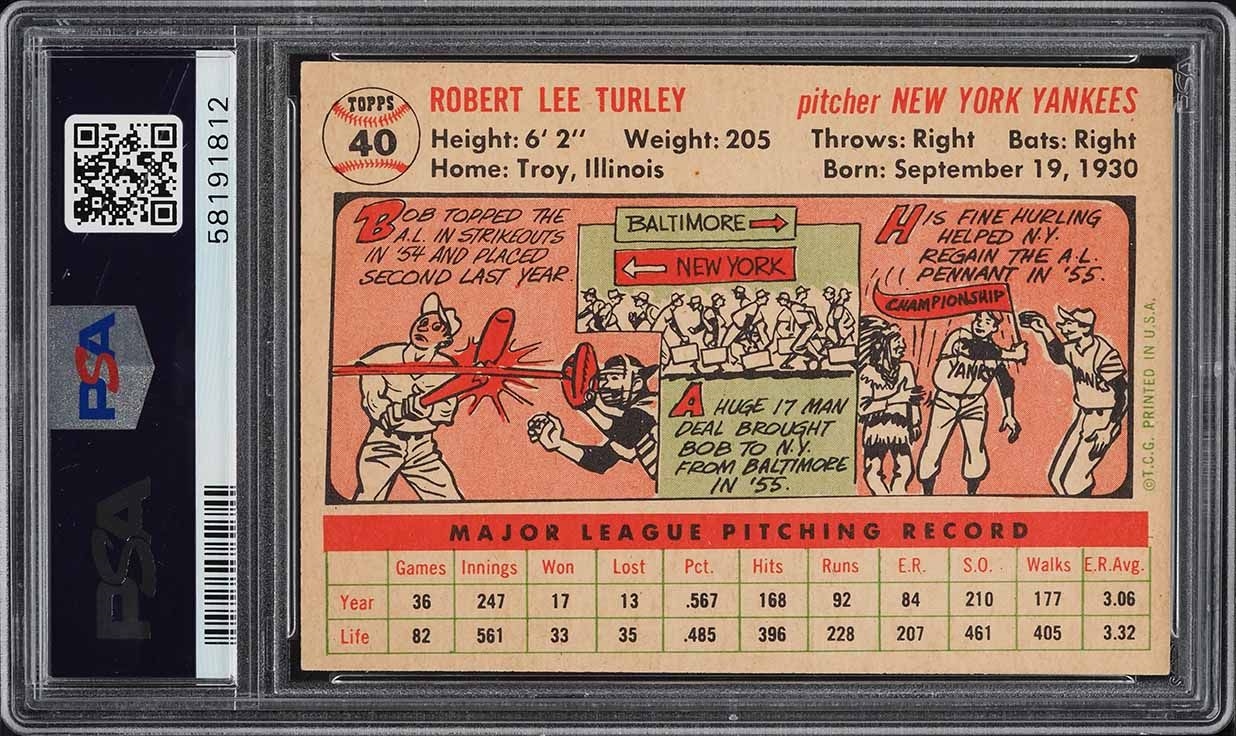 58191812
PSA
PSA
TOPPS
40
ROBERT LEE TURLEY
pitcher NEW YORK YANKEES
Height: 6' 2" Weight: 205 Throws: Right Bats: Right
Home: Troy, Illinois Born: September 19, 1930
BOB TOPPED THE
A.L. IN STRIKEOUTS
IN '54 AND PLACED
SECOND LAST YEAR.
BALTIMORE →
← NEW YORK
A HUGE 17 MAN
DEAL BROUGHT
BOB TO N.Y.
FROM BALTIMORE
IN '55.
HIS FINE HURLING
HELPED N.Y.
REGAIN THE A.L.
PENNANT IN '55.
CHAMPIONSHIP
YANKS
©T.C.G. PRINTED IN U.S.A.
MAJOR LEAGUE PITCHING RECORD
Games Innings Won Lost Pct. Hits Runs E.R. S.O. Walks E.R.Avg.
Year 36 247 17 13 .567 168 92 84 210 177 3.06
Life 82 561 33 35 .485 396 228 207 461 405 3.32